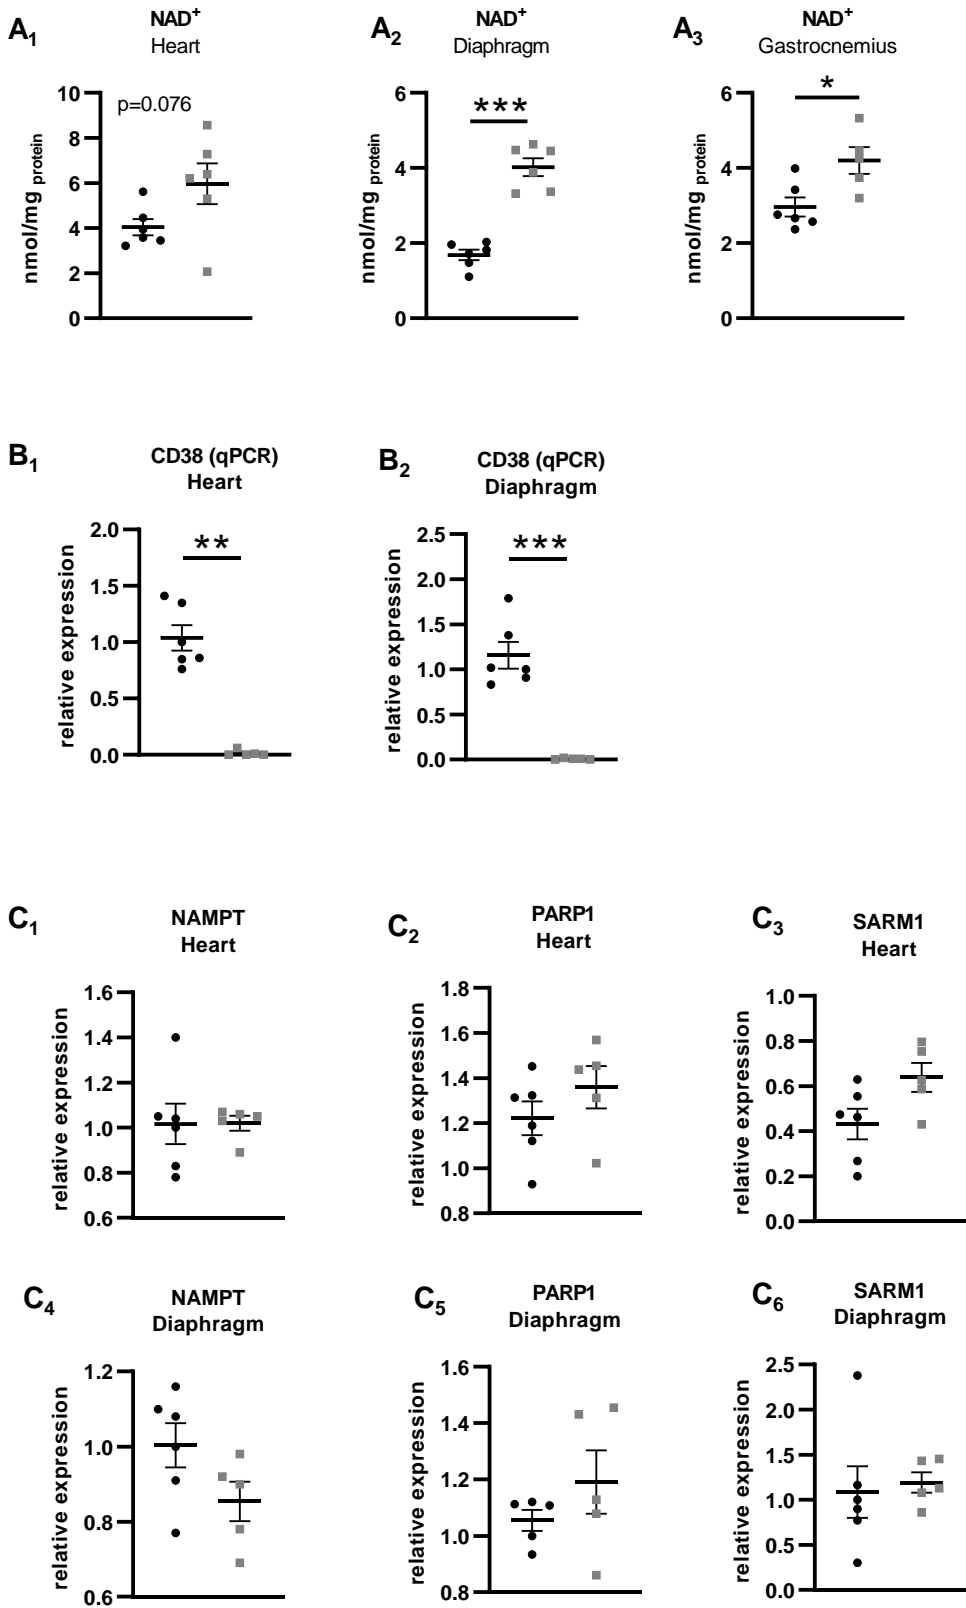 A1
NAD+
Heart
p=0.076
nmol/mg protein
10
8
6
4
2
0
A2
NAD+
Diaphragm
***
nmol/mg protein
6
4
2
0
A3
NAD+
Gastrocnemius
*
nmol/mg protein
6
4
2
0
B1
CD38 (qPCR)
Heart
**
relative expression
2.0
1.5
1.0
0.5
0.0
B2
CD38 (qPCR)
Diaphragm
***
relative expression
2.5
2.0
1.5
1.0
0.5
0.0
C1
NAMPT
Heart
relative expression
1.6
1.4
1.2
1.0
0.8
0.6
C2
PARP1
Heart
relative expression
1.8
1.6
1.4
1.2
1.0
0.8
C3
SARM1
Heart
relative expression
1.0
0.8
0.6
0.4
0.2
0.0
C4
NAMPT
Diaphragm
relative expression
1.2
1.0
0.8
0.6
C5
PARP1
Diaphragm
relative expression
1.6
1.4
1.2
1.0
0.8
C6
SARM1
Diaphragm
relative expression
2.5
2.0
1.5
1.0
0.5
0.0